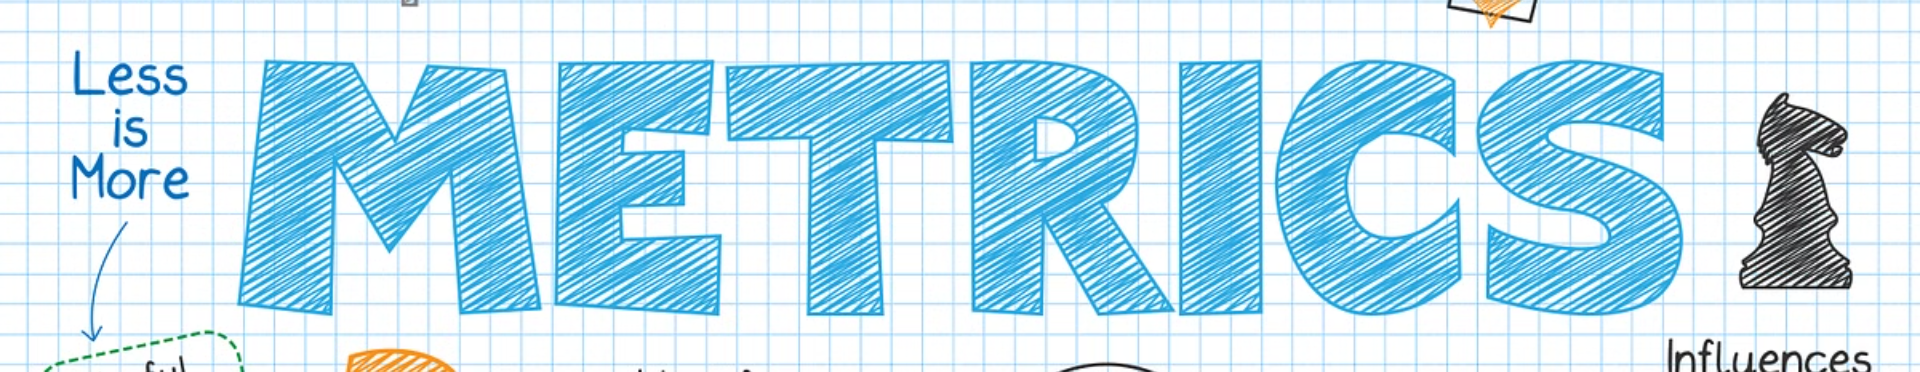 Less
is
More
METRICS
Influences